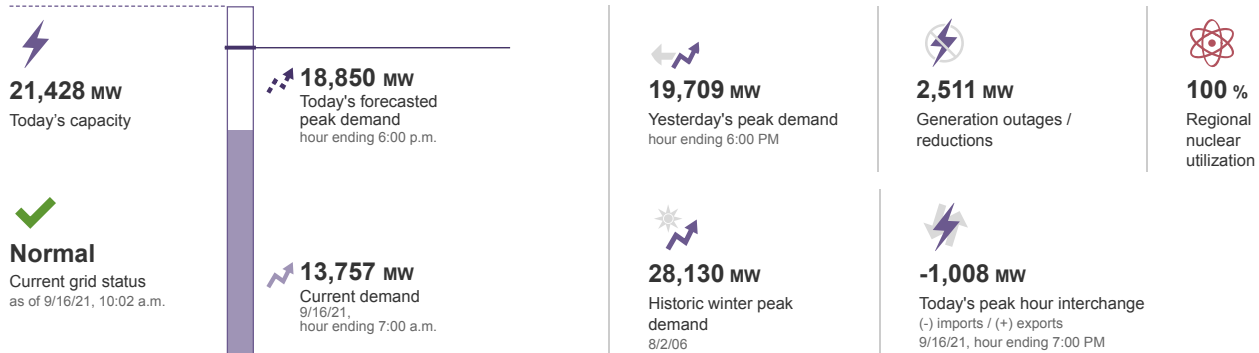 21,428 MW
Today's capacity
Normal
Current grid status
as of 9/16/21, 10:02 a.m.
18,850 MW
Today's forecasted
peak demand
hour ending 6:00 p.m.
13,757 MW
Current demand
9/16/21,
hour ending 7:00 a.m.
19,709 MW
Yesterday's peak demand
hour ending 6:00 PM
2,511 MW
Generation outages /
reductions
100 %
Regional
nuclear
utilization
28,130 MW
Historic winter peak
demand
8/2/06
-1,008 MW
Today's peak hour interchange
(-) imports / (+) exports
9/16/21, hour ending 7:00 PM